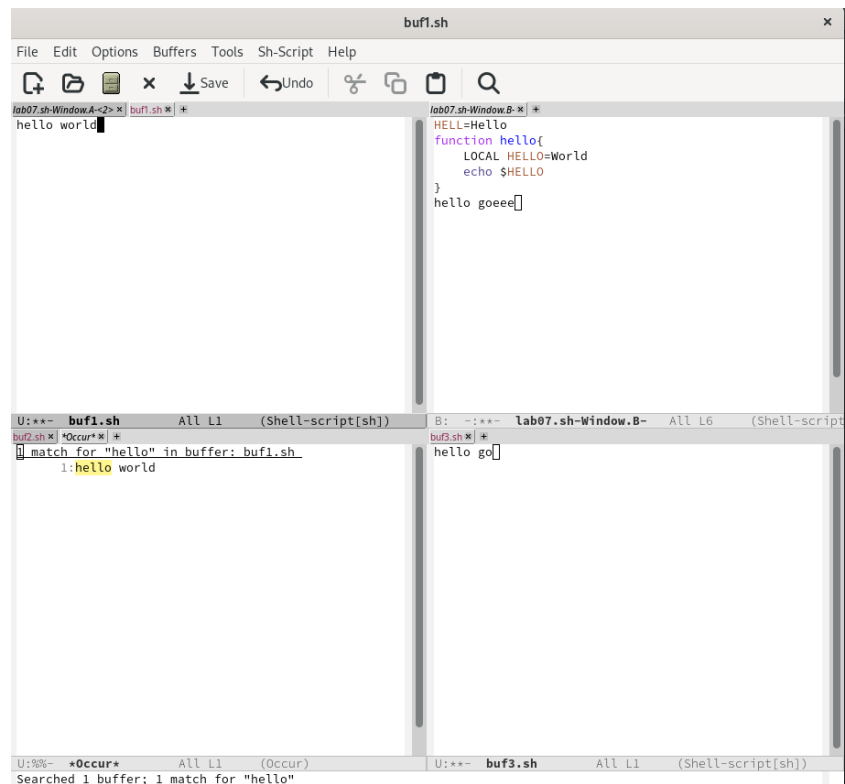 buf1.sh ×
File Edit Options Buffers Tools Sh-Script Help
Save Undo
lab07.sh-Window.A-<2> × buf1.sh × +
hello world
U:**- buf1.sh All L1 (Shell-script[sh])
lab07.sh-Window.B- × +
HELL=Hello
function hello{
    LOCAL HELLO=World
    echo $HELLO
}
hello goeee
B: -:**- lab07.sh-Window.B- All L6 (Shell-script
buf2.sh × *Occur* × +
1 match for "hello" in buffer: buf1.sh
      1:hello world
U:%%- *Occur* All L1 (Occur)
buf3.sh × +
hello go
U:**- buf3.sh All L1 (Shell-script[sh])
Searched 1 buffer; 1 match for "hello"